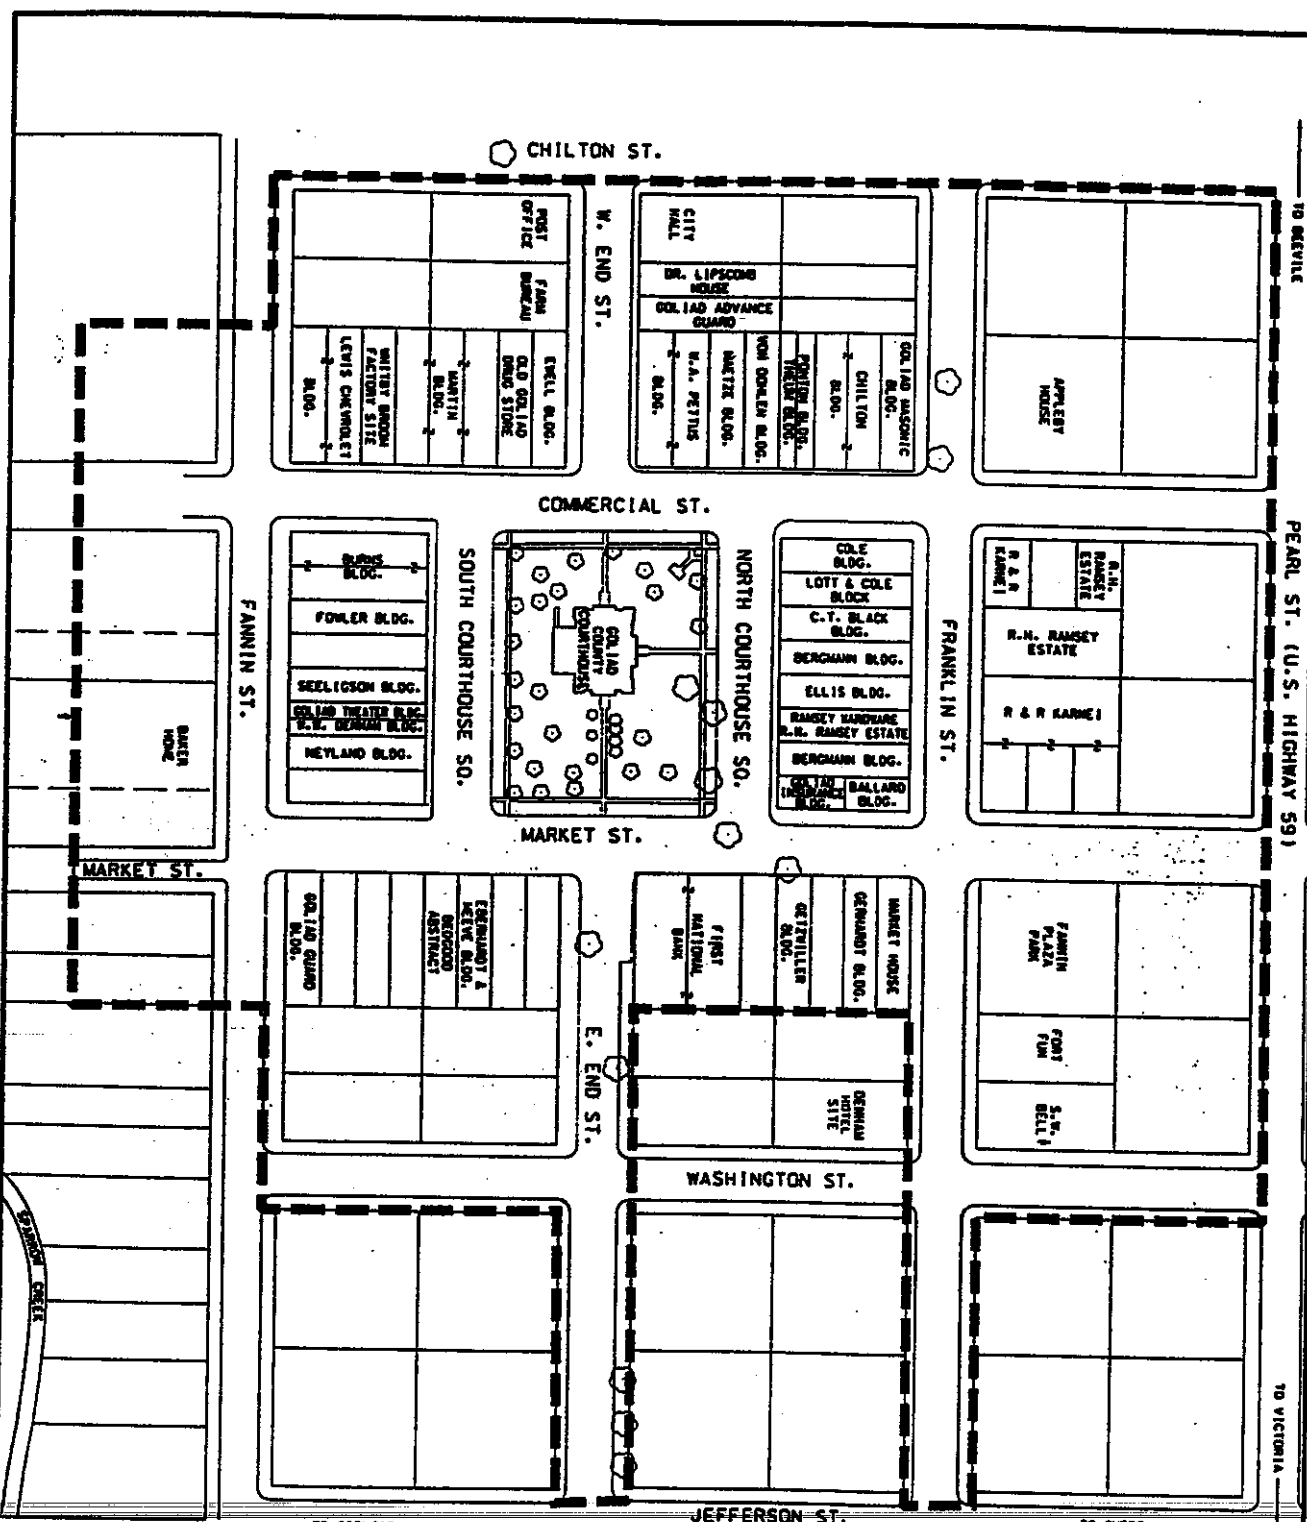 CHILTON ST.
TO BEEVILLE
POST
OFFICE
FARM
BUREAU
W. END ST.
CITY
HALL
DR. LIPSCOMB
HOUSE
GOLIAD ADVANCE
GUARD
LEVIS CHEVROLET
BLDG.
WHITBY BROOM
FACTORY SITE
MARTIN
BLDG.
OLD GOLIAD
DRUG STORE
EWELL BLDG.
W.A. PETTUS
BLDG.
MAETZE BLDG.
VON DOHLEN BLDG.
CHILTON
BLDG.
GOLIAD MASONIC
BLDG.
APPLEBY
HOUSE
COMMERCIAL ST.
PEARL ST. (U.S. HIGHWAY 59)
FANNIN ST.
BURNS
BLDG.
FOWLER BLDG.
SEELIGSON BLDG.
GOLIAD THEATER BLDG.
NEYLAND BLDG.
SOUTH COURTHOUSE SQ.
GOLIAD
COUNTY
COURTHOUSE
NORTH COURTHOUSE SQ.
COLE
BLDG.
LOTT & COLE
BLOCK
C.T. BLACK
BLDG.
BERGMANN BLDG.
ELLIS BLDG.
RAMSEY HARDWARE
R.H. RAMSEY ESTATE
BERGMANN BLDG.
GOLIAD
INSURANCE
BLDG.
BALLARD
BLDG.
FRANKLIN ST.
R & R
KARNEI
R.H.
RAMSEY
ESTATE
R.H. RAMSEY
ESTATE
R & R KARNEI
BAKER
HOME
MARKET ST.
MARKET ST.
GOLIAD GUARD
BLDG.
BEDGOOD
ABSTRACT
EBERHARDT &
MEEVE BLDG.
FIRST
NATIONAL
BANK
GETZWILLER
BLDG.
GERHARD BLDG.
MARKET HOUSE
FANNIN
PLAZA
PARK
FORT
FUN
S.W.
BELL
E. END ST.
DENHAM
HOTEL
SITE
WASHINGTON ST.
SPARROW CREEK
TO VICTORIA
JEFFERSON ST.